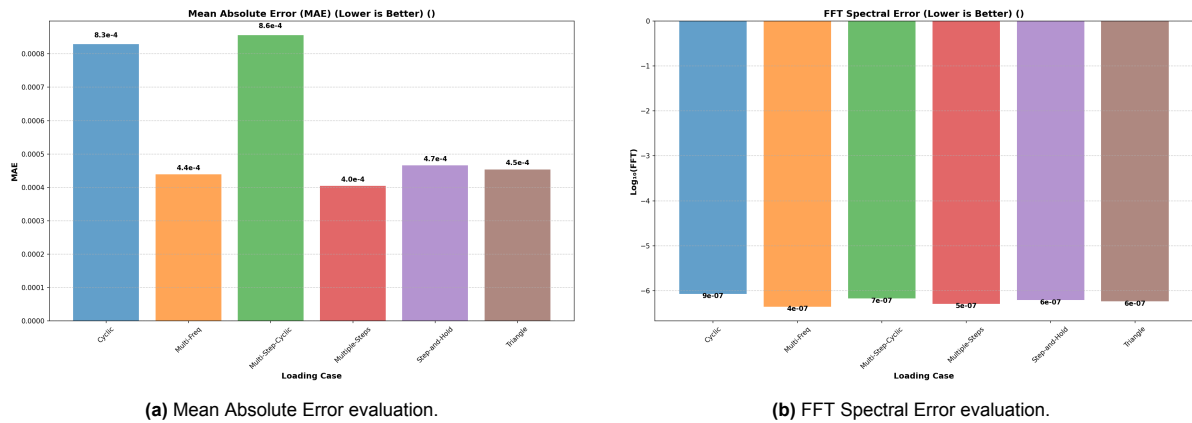 Mean Absolute Error (MAE) (Lower is Better) ()
8.3e-4
4.4e-4
8.6e-4
4.0e-4
4.7e-4
4.5e-4
0.0008
0.0007
0.0006
0.0005
0.0004
0.0003
0.0002
0.0001
0.0000
MAE
Cyclic
Multi-Freq
Multi-Step-Cyclic
Multiple-Steps
Step-and-Hold
Triangle
Loading Case
(a) Mean Absolute Error evaluation.
FFT Spectral Error (Lower is Better) ()
0
−1
−2
−3
−4
−5
−6
Log₁₀(FFT)
9e-07
4e-07
7e-07
5e-07
6e-07
6e-07
Cyclic
Multi-Freq
Multi-Step-Cyclic
Multiple-Steps
Step-and-Hold
Triangle
Loading Case
(b) FFT Spectral Error evaluation.